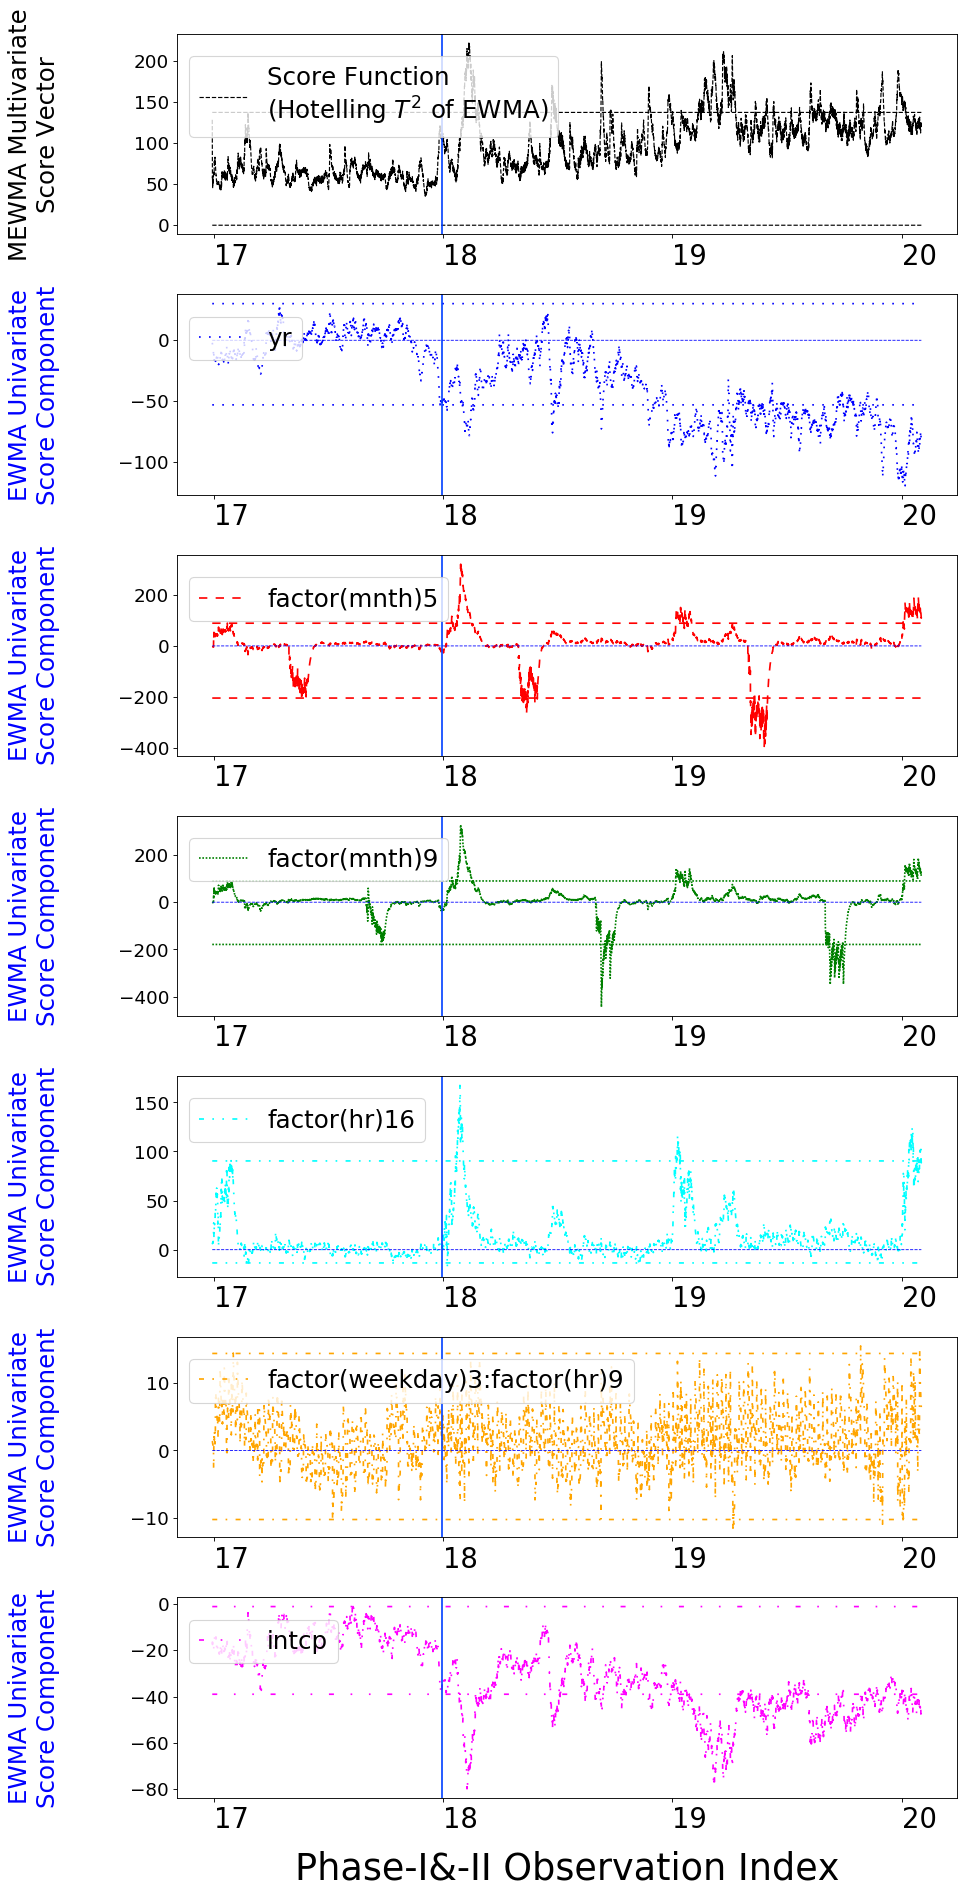 MEWMA Multivariate
Score Vector
200
150
100
50
0
Score Function
(Hotelling T² of EWMA)
17 18 19 20
EWMA Univariate
Score Component
0
−50
−100
yr
17 18 19 20
EWMA Univariate
Score Component
200
0
−200
−400
factor(mnth)5
17 18 19 20
EWMA Univariate
Score Component
200
0
−200
−400
factor(mnth)9
17 18 19 20
EWMA Univariate
Score Component
150
100
50
0
factor(hr)16
17 18 19 20
EWMA Univariate
Score Component
10
0
−10
factor(weekday)3:factor(hr)9
17 18 19 20
EWMA Univariate
Score Component
0
−20
−40
−60
−80
intcp
17 18 19 20
Phase-I&-II Observation Index